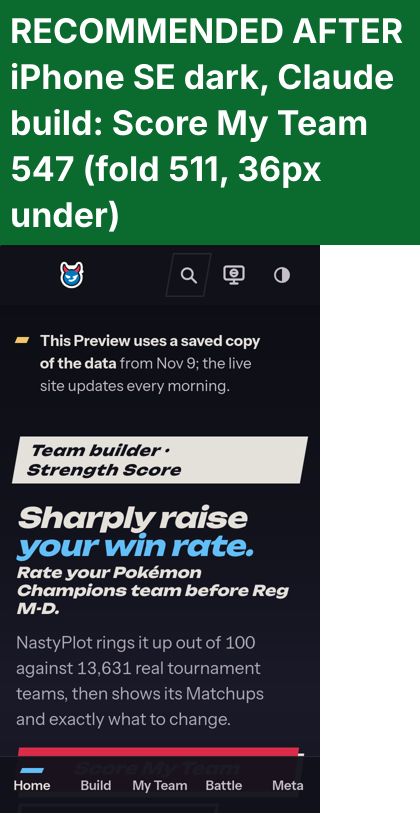 RECOMMENDED AFTER
iPhone SE dark, Claude
build: Score My Team
547 (fold 511, 36px
under)
This Preview uses a saved copy
of the data from Nov 9; the live
site updates every morning.
Team builder ·
Strength Score
Sharply raise
your win rate.
Rate your Pokémon
Champions team before Reg
M-D.
NastyPlot rings it up out of 100
against 13,631 real tournament
teams, then shows its Matchups
and exactly what to change.
Score My Team
Home Build My Team Battle Meta